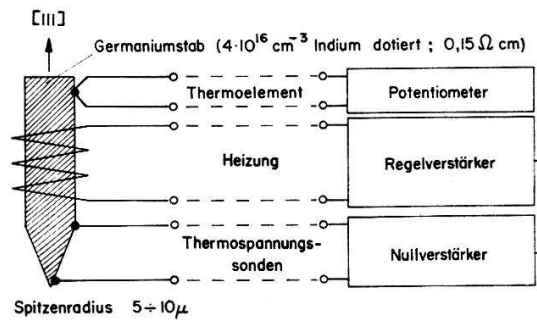 [111]
Germaniumstab (4·10¹⁶ cm⁻³ Indium dotiert ; 0,15 Ω cm)
Thermoelement
Potentiometer
Heizung
Regelverstärker
Thermospannungs-
sonden
Nullverstärker
Spitzenradius 5÷10μ